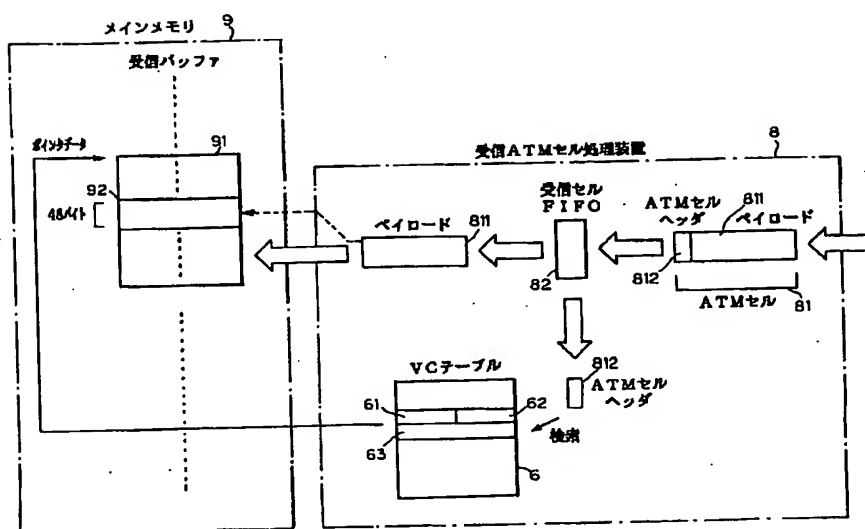 メインメモリ
9
受信バッファ
ポインタデータ
91
92
48バイト
受信ATMセル処理装置
8
ペイロード
811
受信セル
FIFO
82
ATMセル
ヘッダ
811
ペイロード
812
ATMセル
81
VCテーブル
61
62
63
6
812
ATMセル
ヘッダ
検索